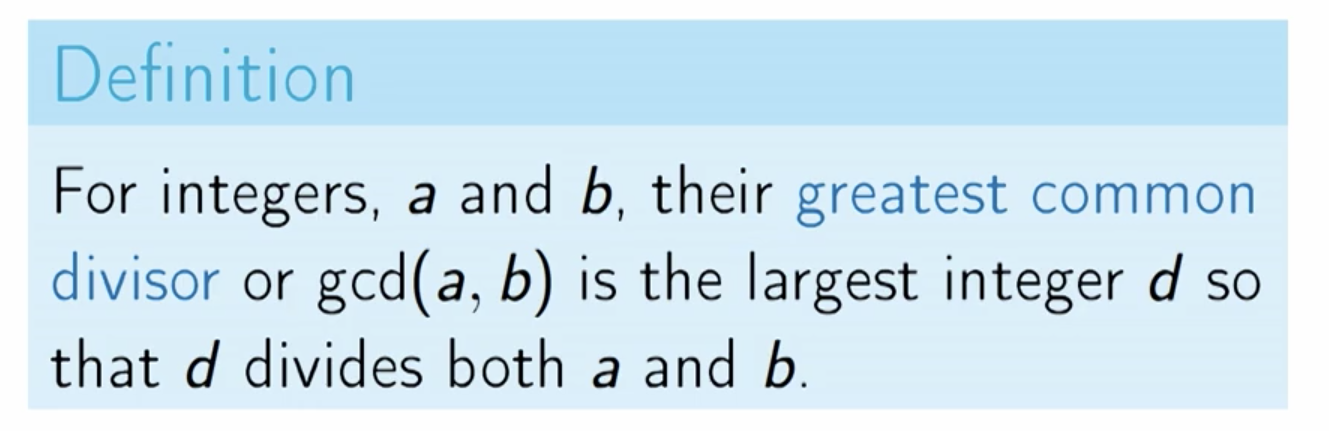 Definition
For integers, a and b, their greatest common
divisor or gcd(a, b) is the largest integer d so
that d divides both a and b.